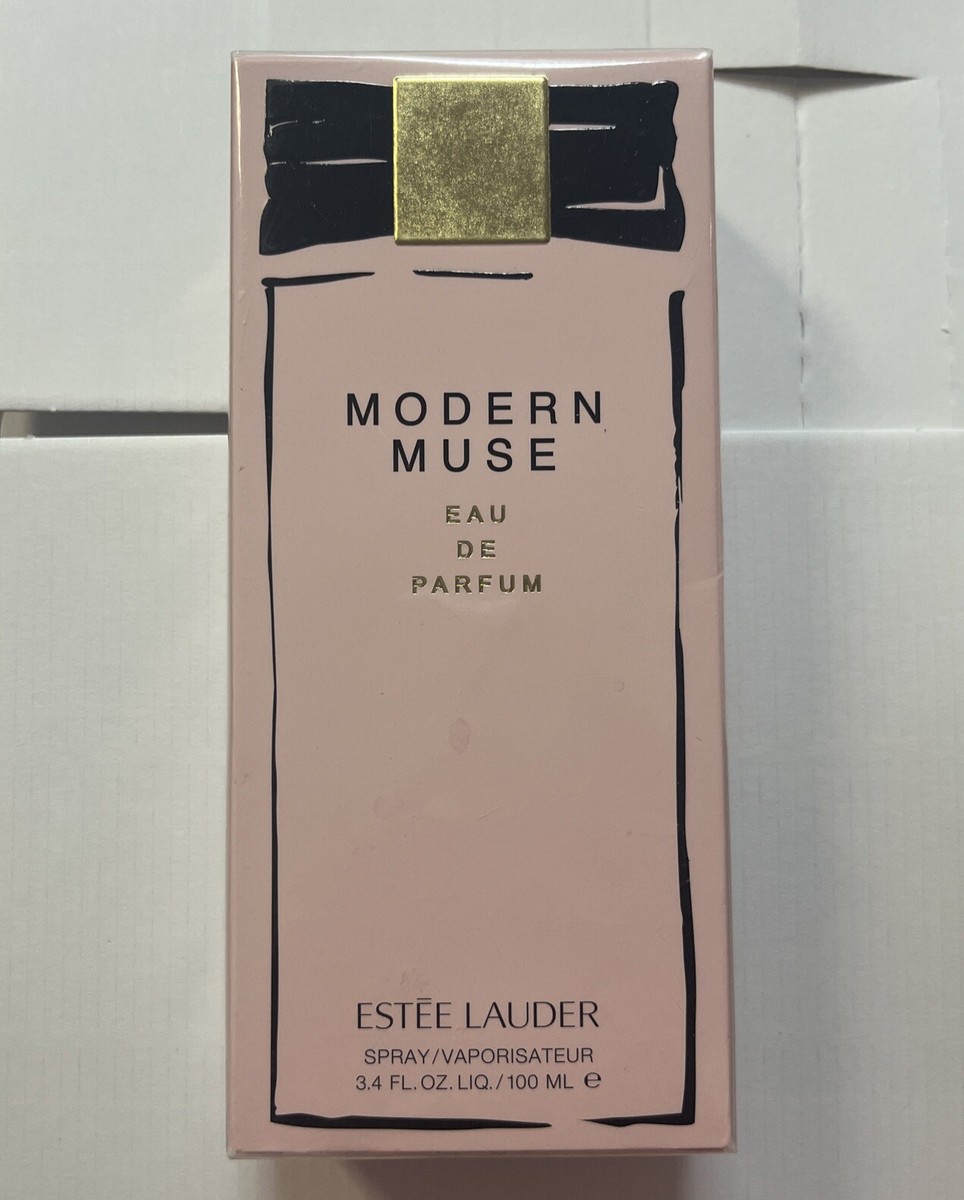 MODERN
MUSE
EAU
DE
PARFUM
ESTĒE LAUDER
SPRAY/VAPORISATEUR
3.4 FL.OZ.LIQ./100 ML ℮